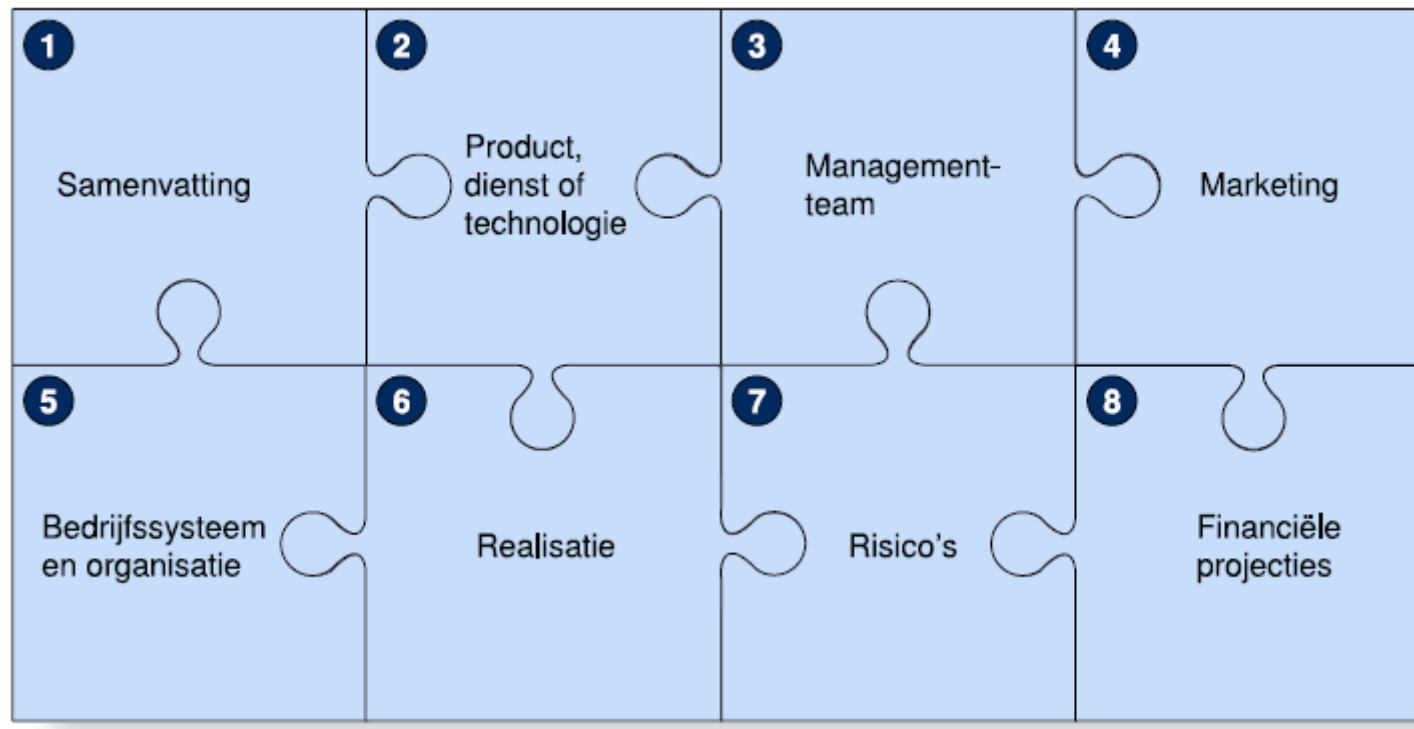 1
Samenvatting
2
Product,
dienst of
technologie
3
Management-
team
4
Marketing
5
Bedrijfssysteem
en organisatie
6
Realisatie
7
Risico's
8
Financiële
projecties